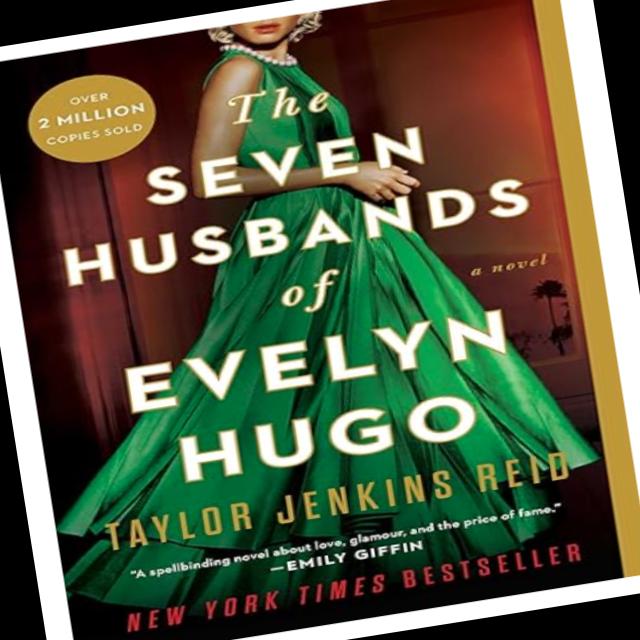 OVER
2 MILLION
COPIES SOLD
The
SEVEN
HUSBANDS
of
a novel
EVELYN
HUGO
TAYLOR JENKINS REID
"A spellbinding novel about love, glamour, and the price of fame."
—EMILY GIFFIN
NEW YORK TIMES BESTSELLER